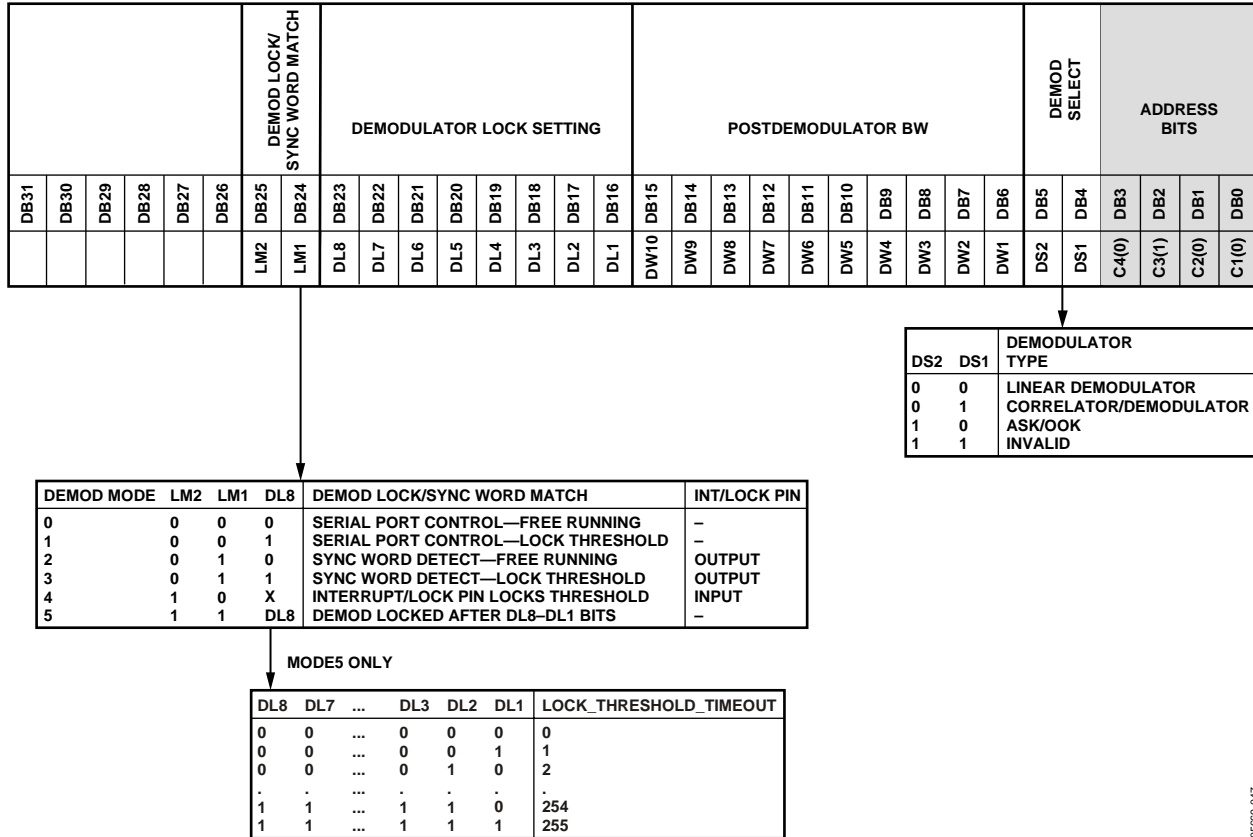 DEMOD LOCK/
SYNC WORD MATCH
DEMODULATOR LOCK SETTING
POSTDEMODULATOR BW
DEMOD
SELECT
ADDRESS
BITS
DB31 DB30 DB29 DB28 DB27 DB26 DB25 DB24 DB23 DB22 DB21 DB20 DB19 DB18 DB17 DB16 DB15 DB14 DB13 DB12 DB11 DB10 DB9 DB8 DB7 DB6 DB5 DB4 DB3 DB2 DB1 DB0
LM2 LM1 DL8 DL7 DL6 DL5 DL4 DL3 DL2 DL1 DW10 DW9 DW8 DW7 DW6 DW5 DW4 DW3 DW2 DW1 DS2 DS1 C4(0) C3(1) C2(0) C1(0)
DEMODULATOR
DS2 DS1 TYPE
0 0 LINEAR DEMODULATOR
0 1 CORRELATOR/DEMODULATOR
1 0 ASK/OOK
1 1 INVALID
DEMOD MODE LM2 LM1 DL8 DEMOD LOCK/SYNC WORD MATCH INT/LOCK PIN
0 0 0 0 SERIAL PORT CONTROL—FREE RUNNING –
1 0 0 1 SERIAL PORT CONTROL—LOCK THRESHOLD –
2 0 1 0 SYNC WORD DETECT—FREE RUNNING OUTPUT
3 0 1 1 SYNC WORD DETECT—LOCK THRESHOLD OUTPUT
4 1 0 X INTERRUPT/LOCK PIN LOCKS THRESHOLD INPUT
5 1 1 DL8 DEMOD LOCKED AFTER DL8–DL1 BITS –
MODE5 ONLY
DL8 DL7 ... DL3 DL2 DL1 LOCK_THRESHOLD_TIMEOUT
0 0 ... 0 0 0 0
0 0 ... 0 0 1 1
0 0 ... 0 1 0 2
. . ... . . . .
1 1 ... 1 1 0 254
1 1 ... 1 1 1 255